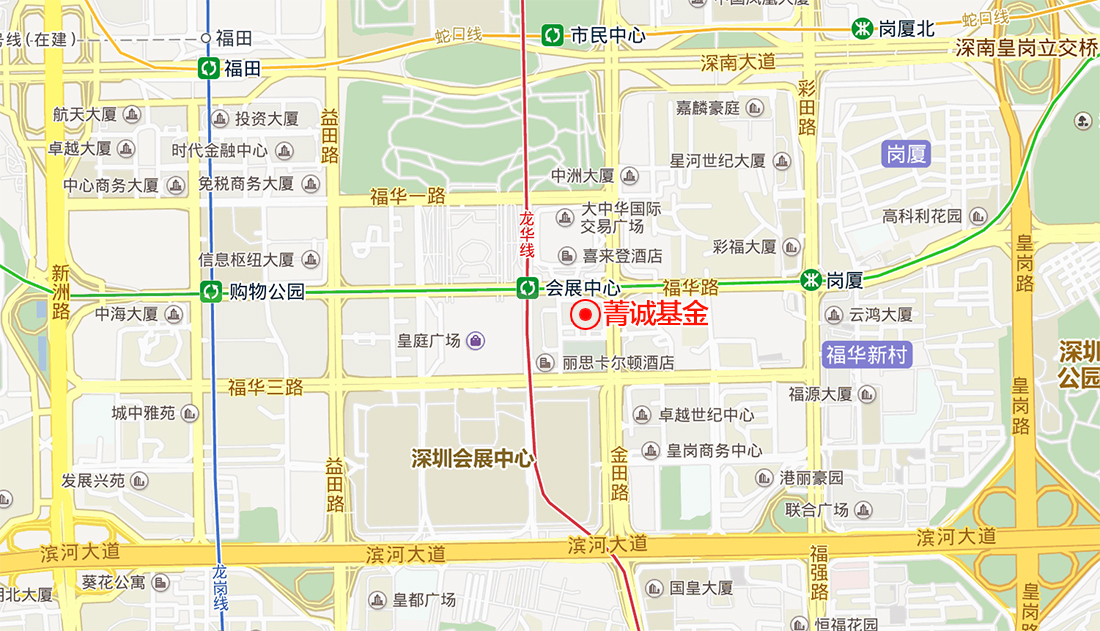 中国凤凰大厦
蛇口线
市民中心
岗厦北
蛇口线
号线(在建)
福田
福田
深南大道
深南皇岗立交桥
航天大厦
投资大厦
益田路
嘉麟豪庭
彩田路
卓越大厦
时代金融中心
岗厦
中心商务大厦
免税商务大厦
中洲大厦
星河世纪大厦
福华一路
大中华国际
交易广场
高科利花园
龙华线
彩福大厦
信息枢纽大厦
喜来登酒店
新洲路
皇岗路
购物公园
会展中心
福华路
岗厦
中海大厦
菁诚基金
云鸿大厦
皇庭广场
丽思卡尔顿酒店
福华新村
深圳
公园
福华三路
福源大厦
皇岗路
城中雅苑
卓越世纪中心
深圳会展中心
皇岗商务中心
益田路
金田路
发展兴苑
港丽豪园
联合广场
滨河大道
滨河大道
滨河大道
滨河大道
葵花公寓
龙岗线
福强路
国皇大厦
湖北大厦
皇都广场
皇岗路
恒福花园